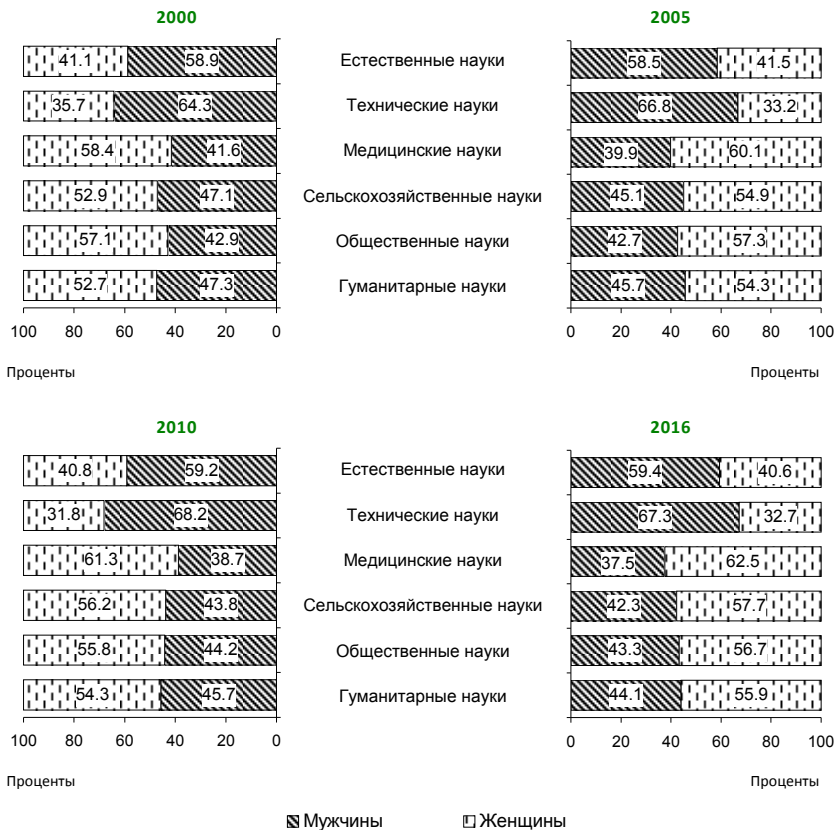 2000 2005
41.1 58.9 Естественные науки 58.5 41.5
35.7 64.3 Технические науки 66.8 33.2
58.4 41.6 Медицинские науки 39.9 60.1
52.9 47.1 Сельскохозяйственные науки 45.1 54.9
57.1 42.9 Общественные науки 42.7 57.3
52.7 47.3 Гуманитарные науки 45.7 54.3
100 80 60 40 20 0 0 20 40 60 80 100
Проценты Проценты
2010 2016
40.8 59.2 Естественные науки 59.4 40.6
31.8 68.2 Технические науки 67.3 32.7
61.3 38.7 Медицинские науки 37.5 62.5
56.2 43.8 Сельскохозяйственные науки 42.3 57.7
55.8 44.2 Общественные науки 43.3 56.7
54.3 45.7 Гуманитарные науки 44.1 55.9
100 80 60 40 20 0 0 20 40 60 80 100
Проценты Проценты
Мужчины Женщины